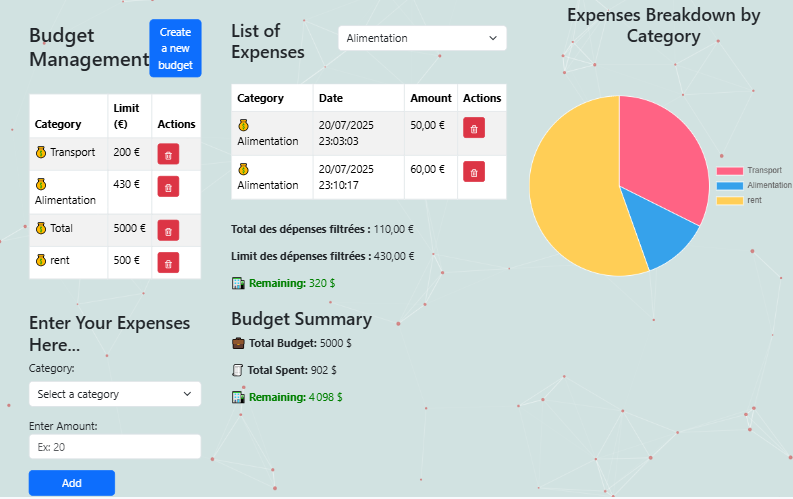 Budget
Management
Create
a new
budget
Category
Limit
(€)
Actions
Transport
200 €
Alimentation
430 €
Total
5000 €
rent
500 €
Enter Your Expenses
Here...
Category:
Select a category
Enter Amount:
Ex: 20
Add
List of
Expenses
Alimentation
Category
Date
Amount
Actions
Alimentation
20/07/2025
23:03:03
50,00 €
Alimentation
20/07/2025
23:10:17
60,00 €
Total des dépenses filtrées : 110,00 €
Limit des dépenses filtrées : 430,00 €
Remaining: 320 $
Budget Summary
Total Budget: 5000 $
Total Spent: 902 $
Remaining: 4 098 $
Expenses Breakdown by
Category
Transport
Alimentation
rent